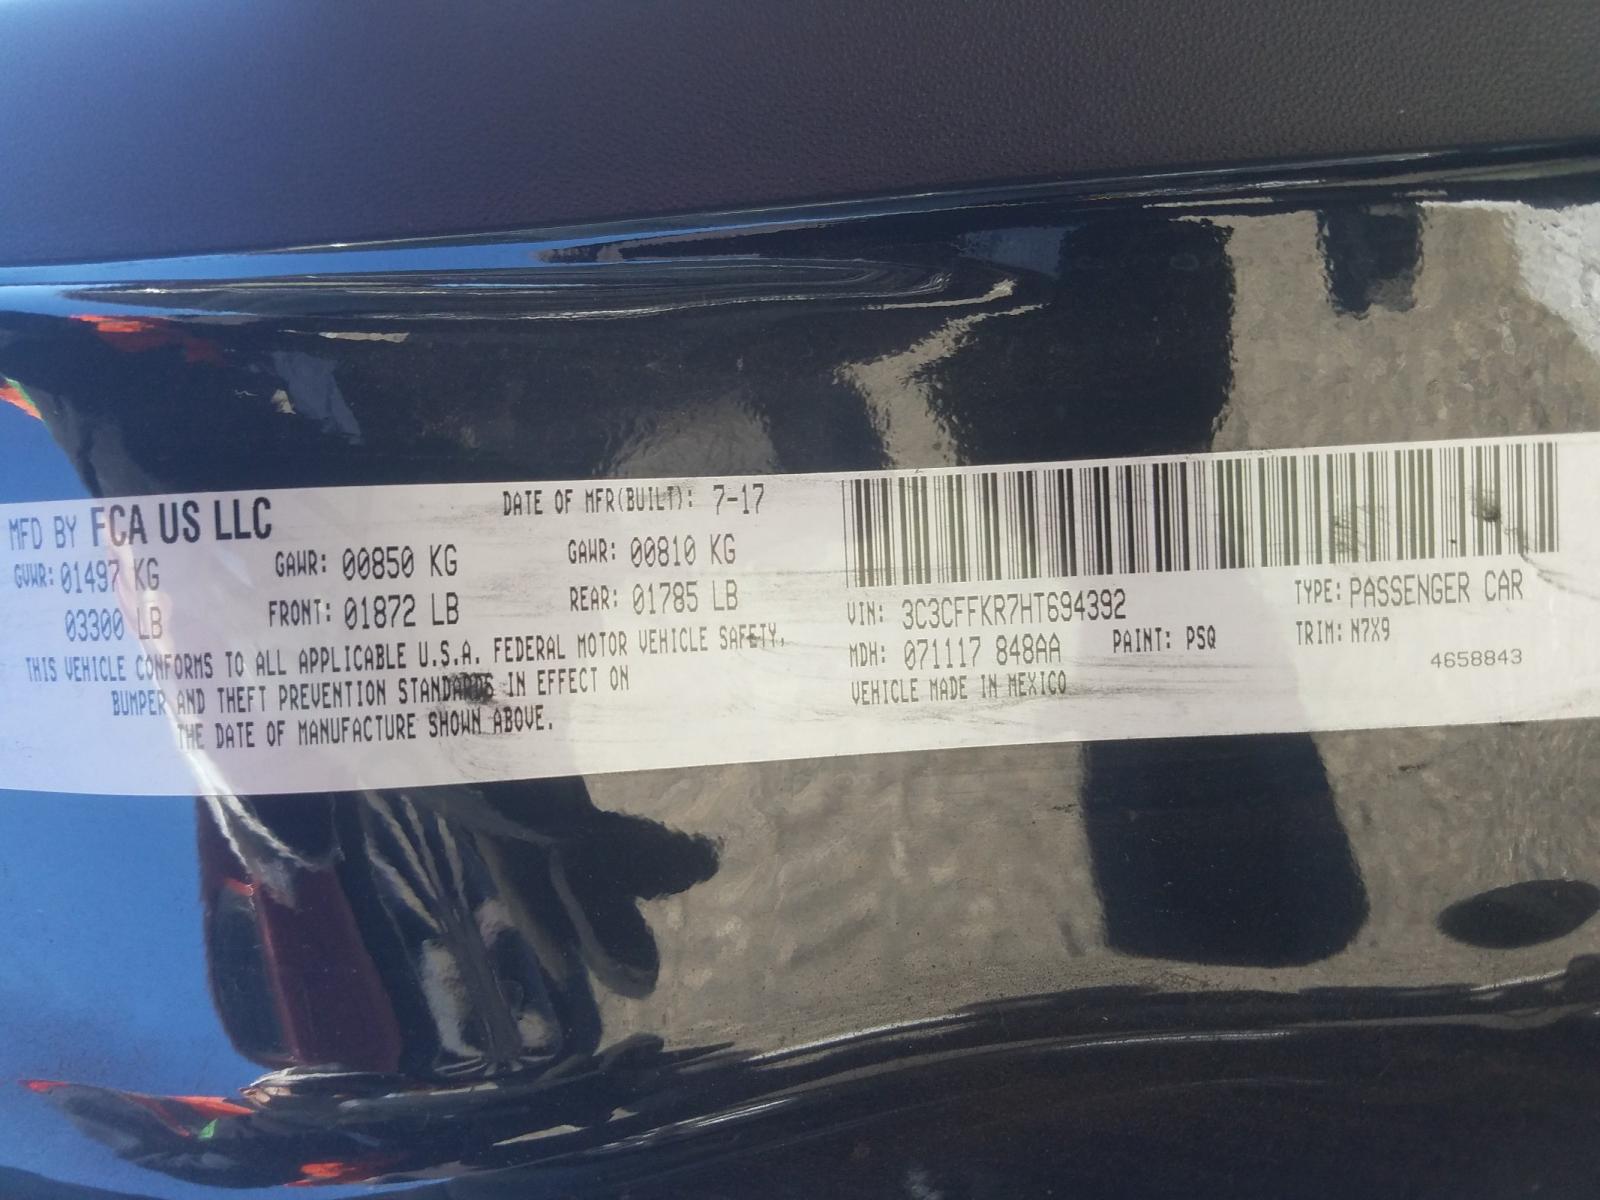 MFD BY FCA US LLC DATE OF MFR(BUILT): 7-17
GVWR: 01497 KG GAWR: 00850 KG GAWR: 00810 KG
03300 LB FRONT: 01872 LB REAR: 01785 LB
THIS VEHICLE CONFORMS TO ALL APPLICABLE U.S.A. FEDERAL MOTOR VEHICLE SAFETY,
BUMPER AND THEFT PREVENTION STANDARDS IN EFFECT ON
THE DATE OF MANUFACTURE SHOWN ABOVE.
VIN: 3C3CFFKR7HT694392 TYPE: PASSENGER CAR
MDH: 071117 848AA PAINT: PSQ TRIM: N7X9
VEHICLE MADE IN MEXICO 4658843